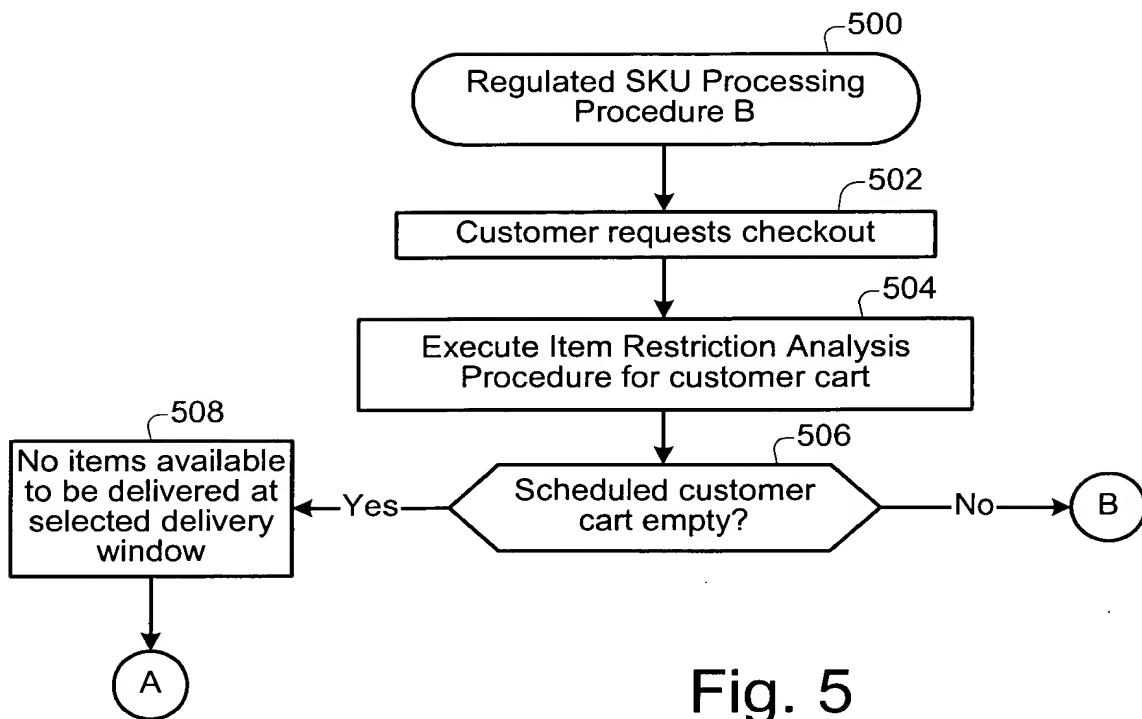 500
Regulated SKU Processing
Procedure B
502
Customer requests checkout
504
Execute Item Restriction Analysis
Procedure for customer cart
508
No items available
to be delivered at
selected delivery
window
506
Scheduled customer
cart empty?
Yes
No
B
A
Fig. 5